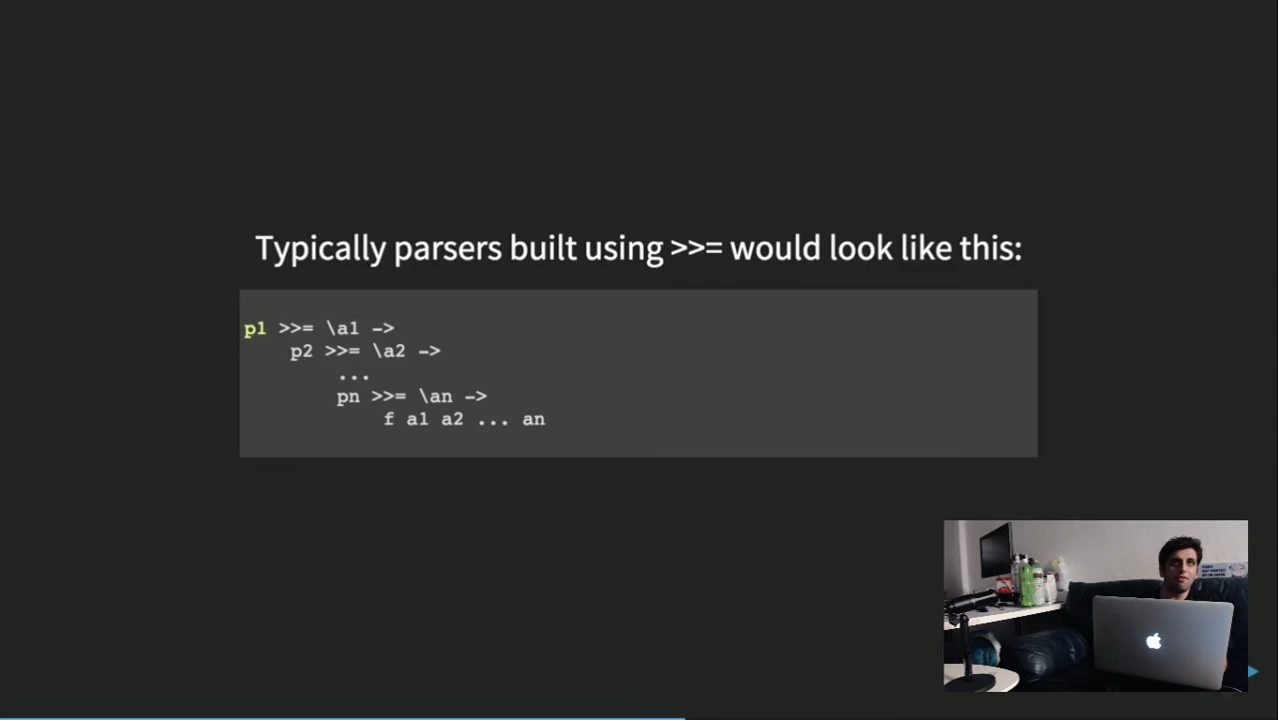 Typically parsers built using >>= would look like this:
p1 >>= \a1 ->
p2 >>= \a2 ->
...
pn >>= \an ->
f a1 a2 ... an